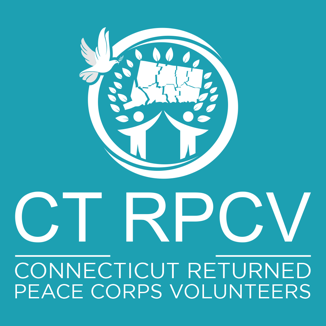 CT RPCV
CONNECTICUT RETURNED
PEACE CORPS VOLUNTEERS